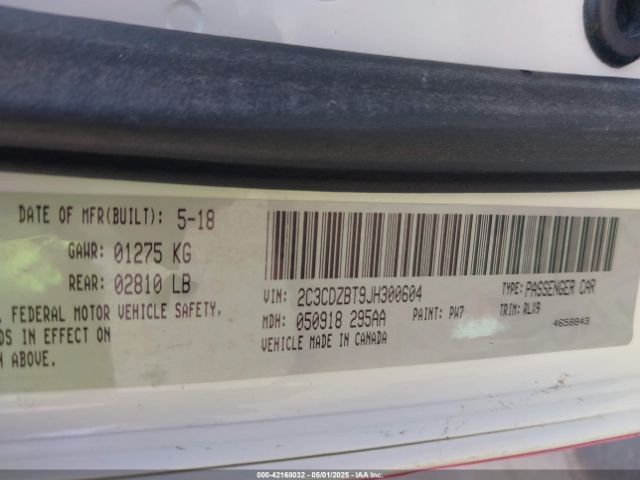 DATE OF MFR(BUILT): 5-18
GAWR: 01275 KG
REAR: 02810 LB
FEDERAL MOTOR VEHICLE SAFETY.
IN EFFECT ON
ABOVE.
VIN: 2C3CDZBT9JH300604
TYPE: PASSENGER CAR
MDH: 050918 295AA
PAINT: PW7
TRIM: RLX9
VEHICLE MADE IN CANADA
4658843
000-42168032 - 05/01/2025 - IAA Inc.